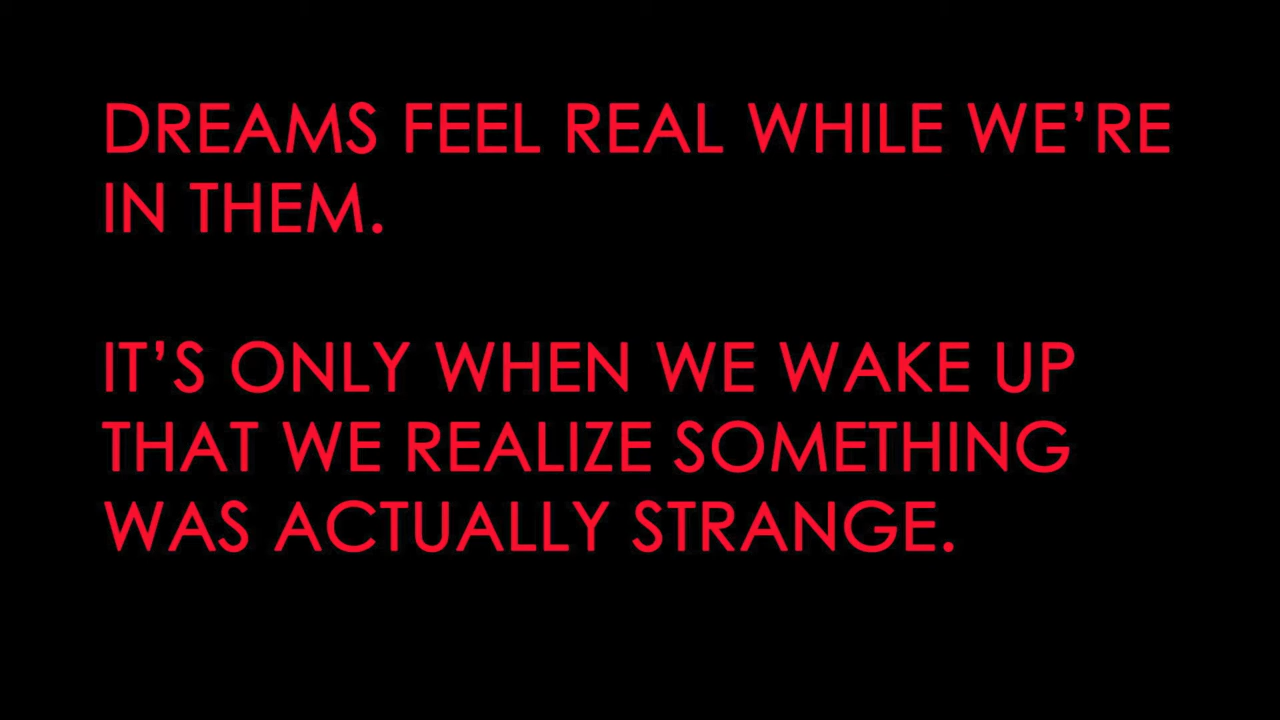 DREAMS FEEL REAL WHILE WE’RE
IN THEM.
IT’S ONLY WHEN WE WAKE UP
THAT WE REALIZE SOMETHING
WAS ACTUALLY STRANGE.